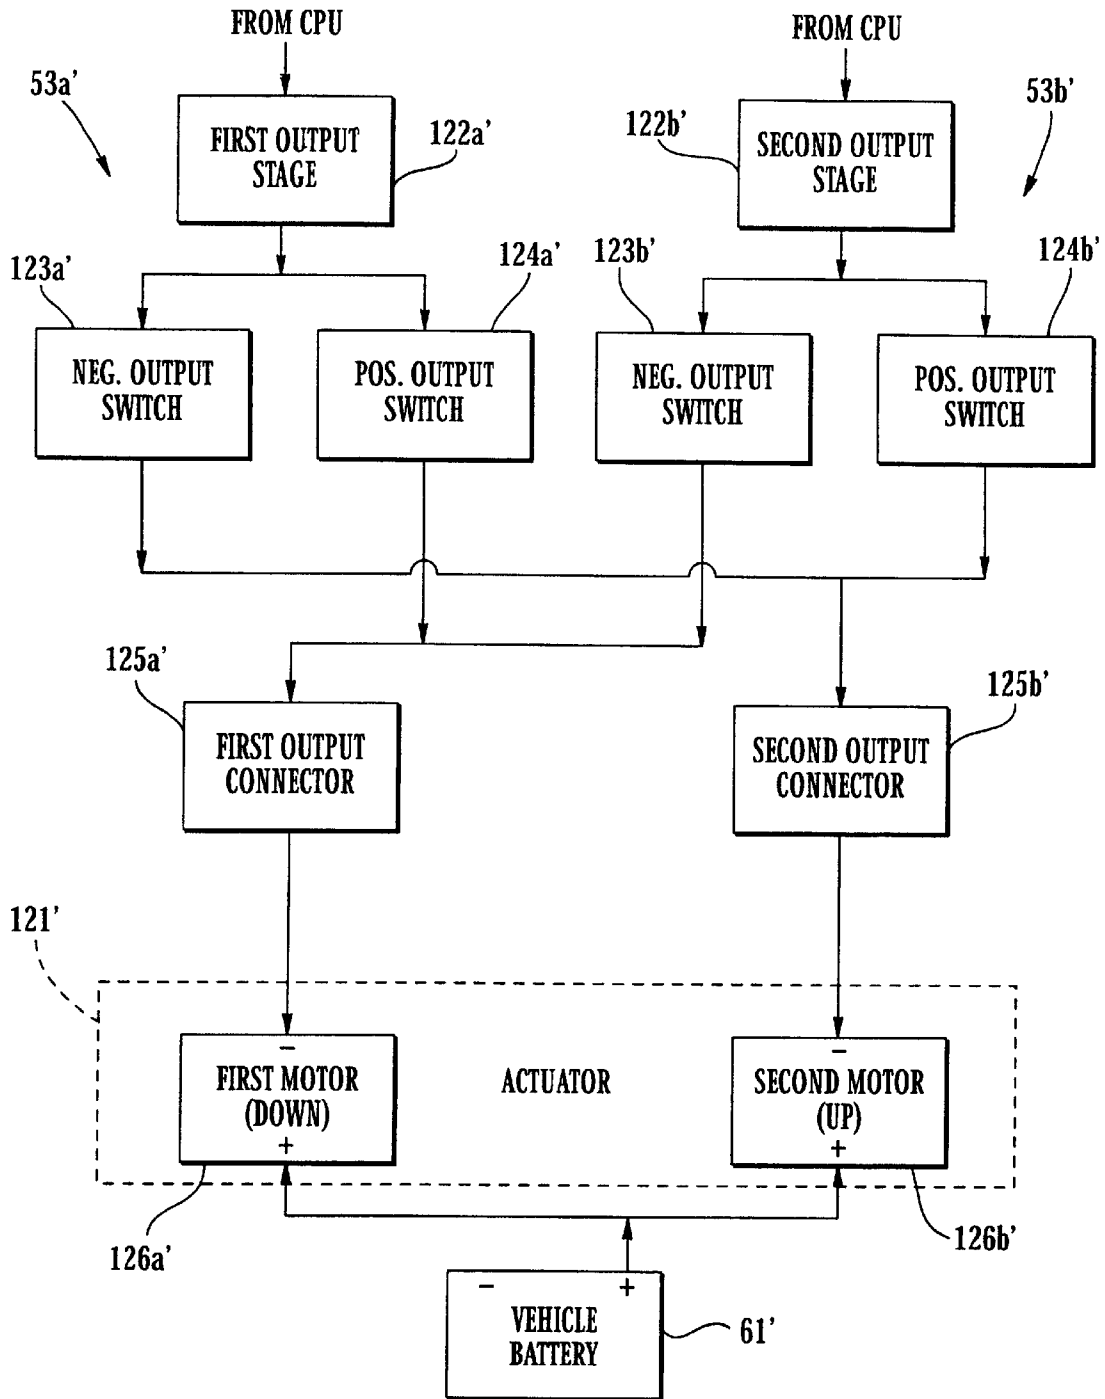 FROM CPU
FROM CPU
53a’
53b’
FIRST OUTPUT
STAGE
122a’
122b’
SECOND OUTPUT
STAGE
123a’
124a’
123b’
124b’
NEG. OUTPUT
SWITCH
POS. OUTPUT
SWITCH
NEG. OUTPUT
SWITCH
POS. OUTPUT
SWITCH
125a’
125b’
FIRST OUTPUT
CONNECTOR
SECOND OUTPUT
CONNECTOR
121’
−
FIRST MOTOR
(DOWN)
+
ACTUATOR
−
SECOND MOTOR
(UP)
+
126a’
126b’
− +
VEHICLE
BATTERY
61’